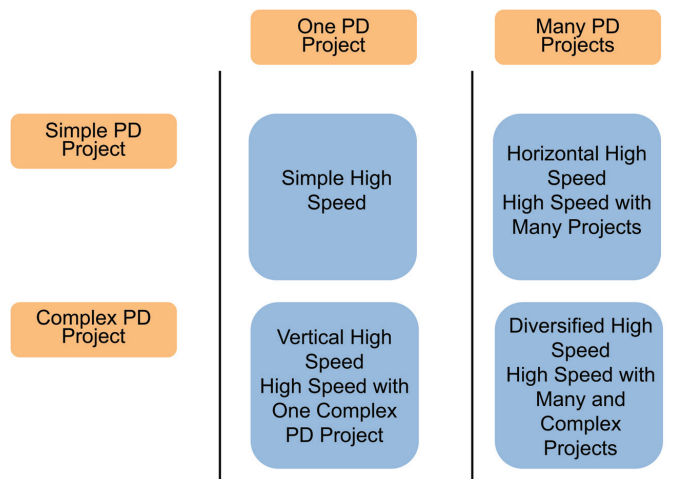 One PD
Project
Many PD
Projects
Simple PD
Project
Simple High
Speed
Horizontal High
Speed
High Speed with
Many Projects
Complex PD
Project
Vertical High
Speed
High Speed with
One Complex
PD Project
Diversified High
Speed
High Speed with
Many and
Complex
Projects